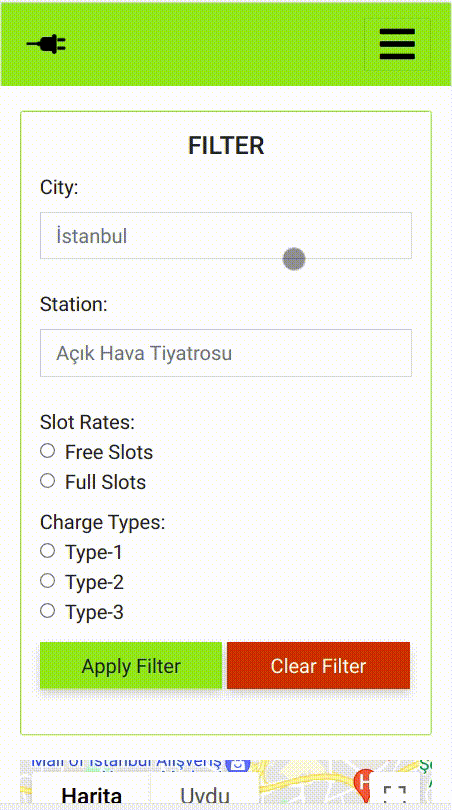 FILTER
City:
İstanbul
Station:
Açık Hava Tiyatrosu
Slot Rates:
Free Slots
Full Slots
Charge Types:
Type-1
Type-2
Type-3
Apply Filter Clear Filter
Mall of İstanbul Alışveriş
H
Harita Uydu